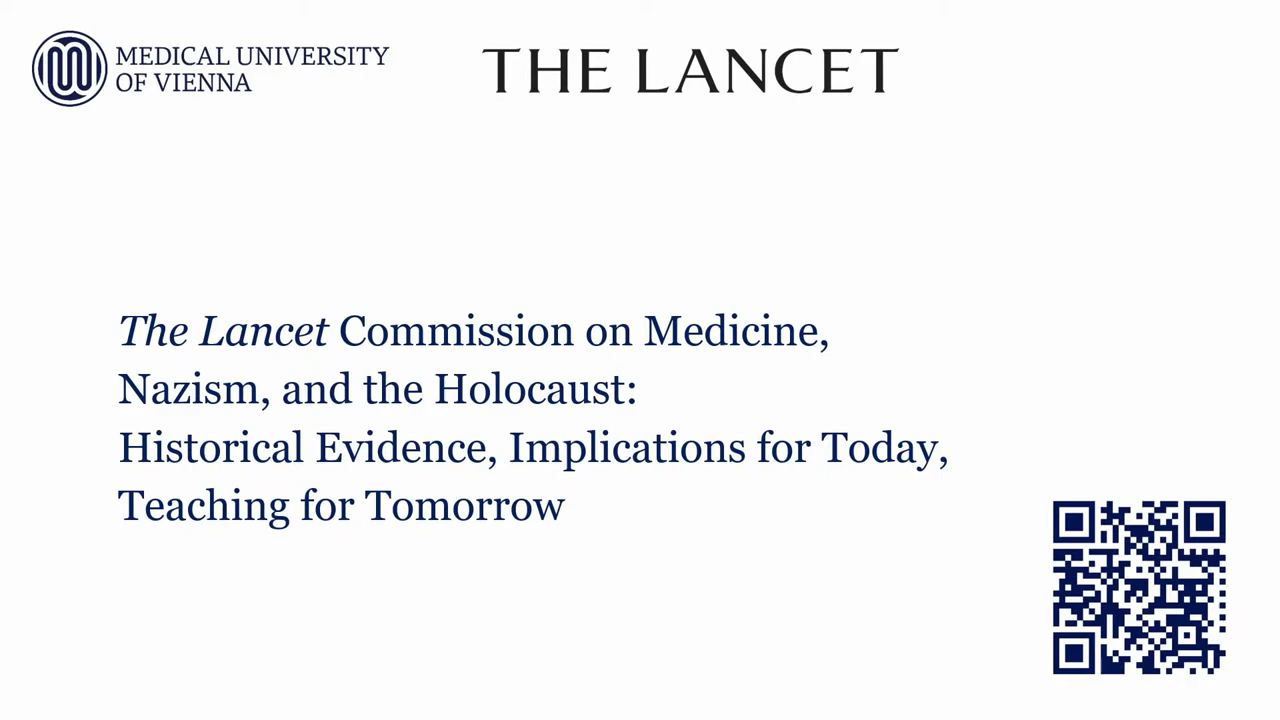 MEDICAL UNIVERSITY
OF VIENNA
THE LANCET
The Lancet Commission on Medicine,
Nazism, and the Holocaust:
Historical Evidence, Implications for Today,
Teaching for Tomorrow